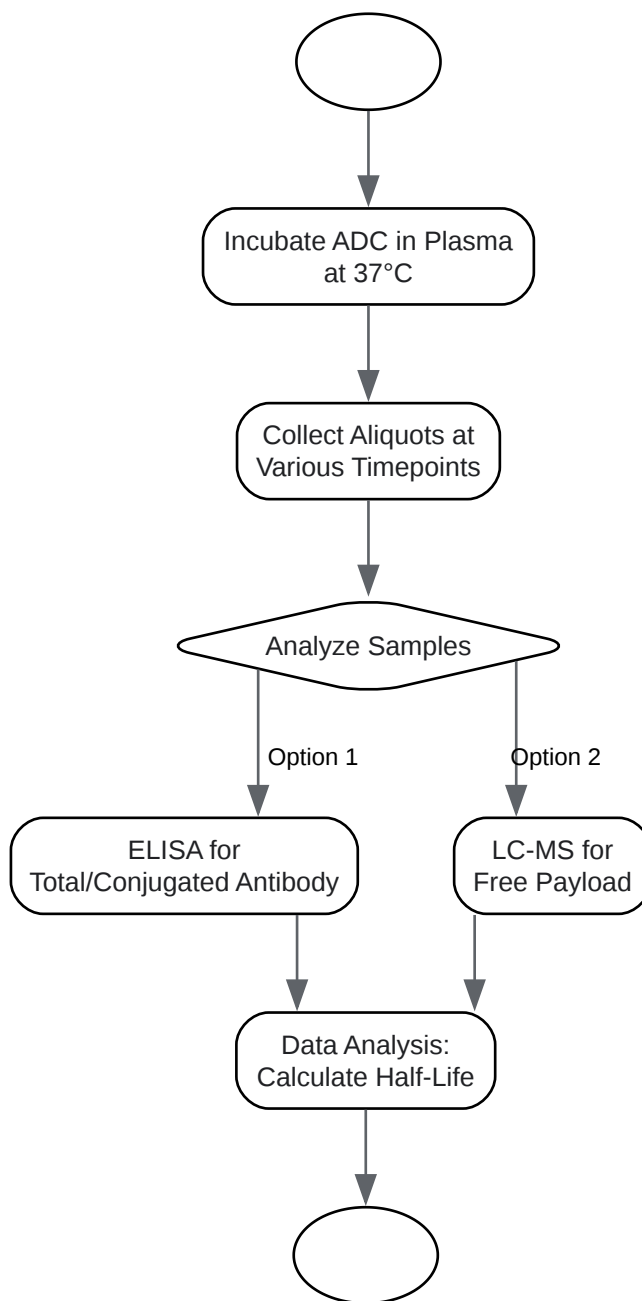 Incubate ADC in Plasma
at 37°C
Collect Aliquots at
Various Timepoints
Analyze Samples
Option 1
Option 2
ELISA for
Total/Conjugated Antibody
LC-MS for
Free Payload
Data Analysis:
Calculate Half-Life